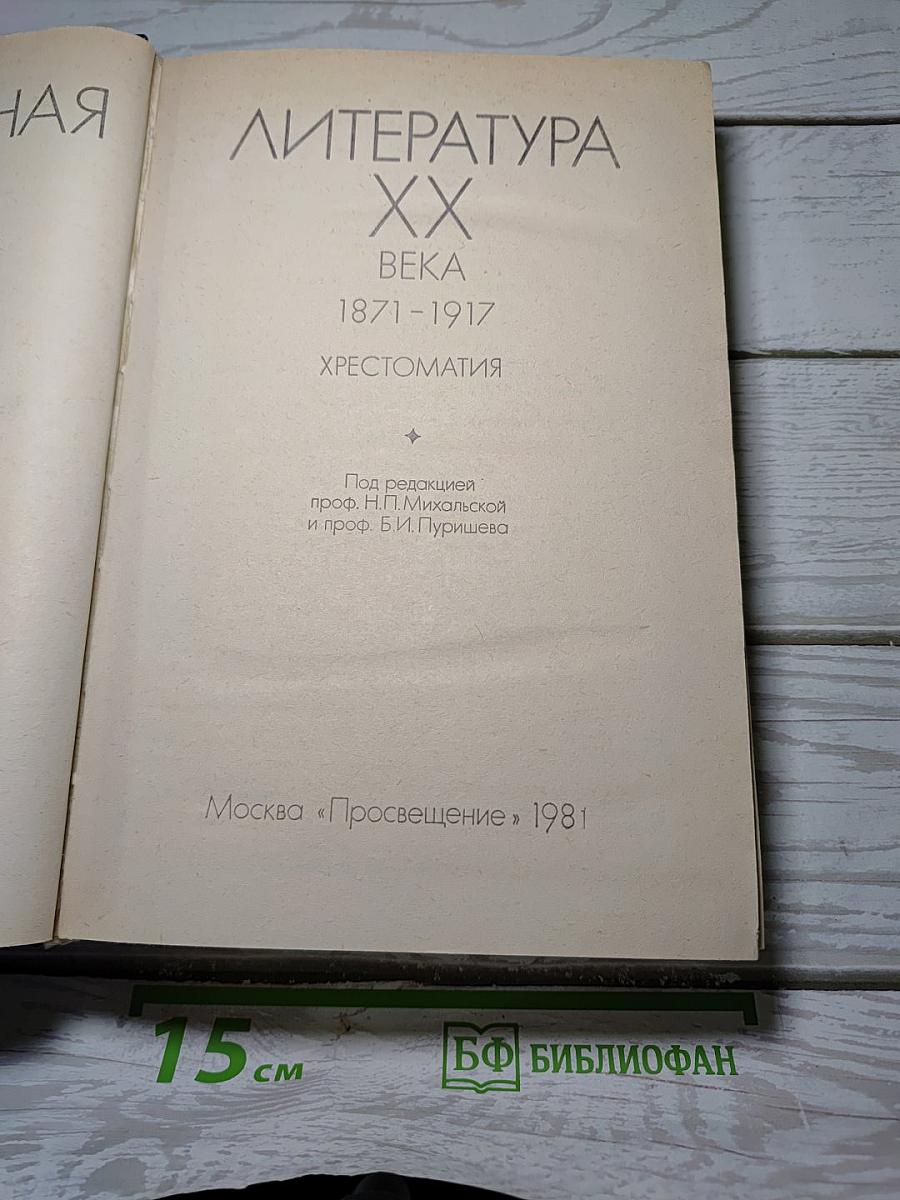 НАЯ
ЛИТЕРАТУРА
XX
ВЕКА
1871–1917
ХРЕСТОМАТИЯ
Под редакцией
проф. Н.П.Михальской
и проф. Б.И.Пуришева
Москва «Просвещение» 1981
15 см
БФ БИБЛИОФАН